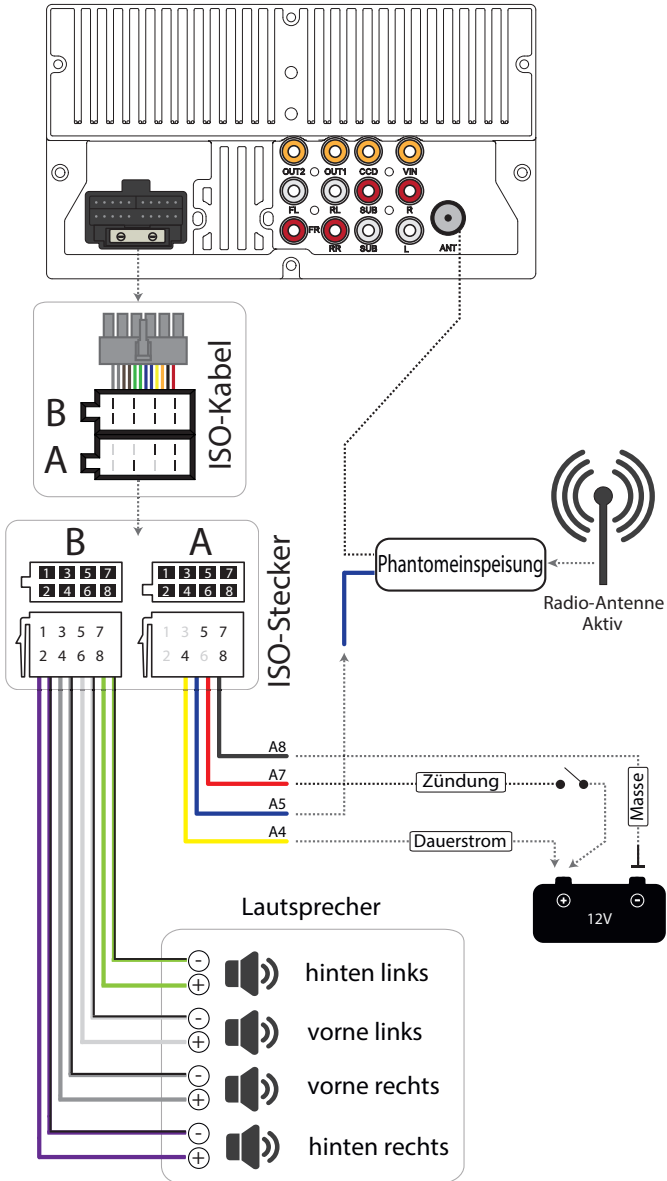 OUT2 OUT1 CCD VIN
FL RL SUB R
FR
RR SUB L ANT
ISO-Kabel
B
A
ISO-Stecker
B A
1 3 5 7 1 3 5 7
2 4 6 8 2 4 6 8
1 3 5 7 1 3 5 7
2 4 6 8 2 4 6 8
Phantomeinspeisung
Radio-Antenne
Aktiv
A8
A7 Zündung
A5
A4 Dauerstrom
Masse
+ -
12V
Lautsprecher
-
+ hinten links
-
+ vorne links
-
+ vorne rechts
-
+ hinten rechts